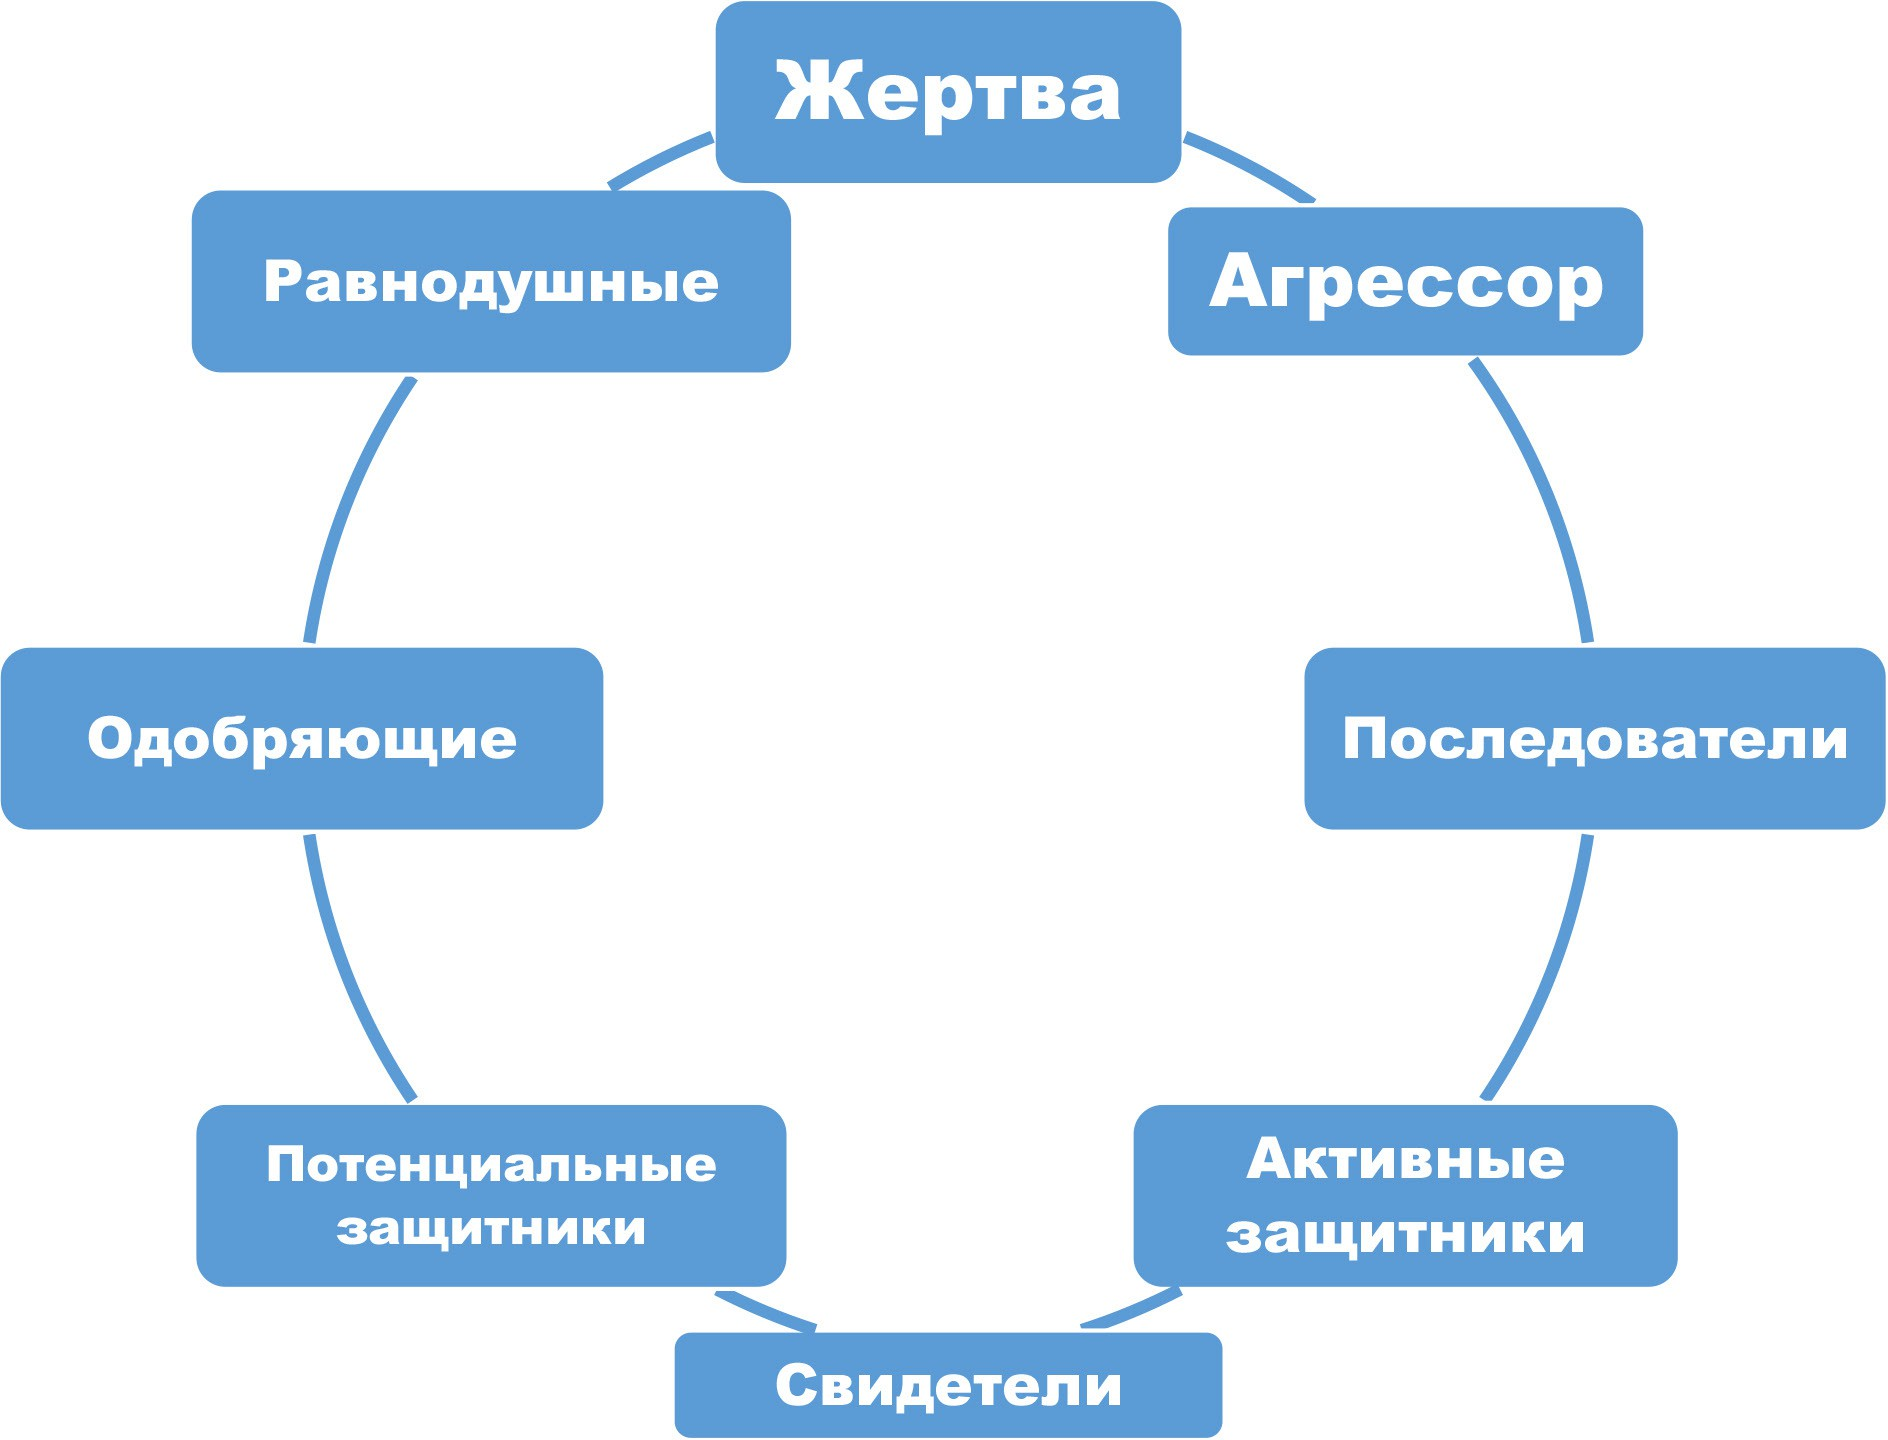 Жертва
Агрессор
Последователи
Активные
защитники
Свидетели
Потенциальные
защитники
Одобряющие
Равнодушные